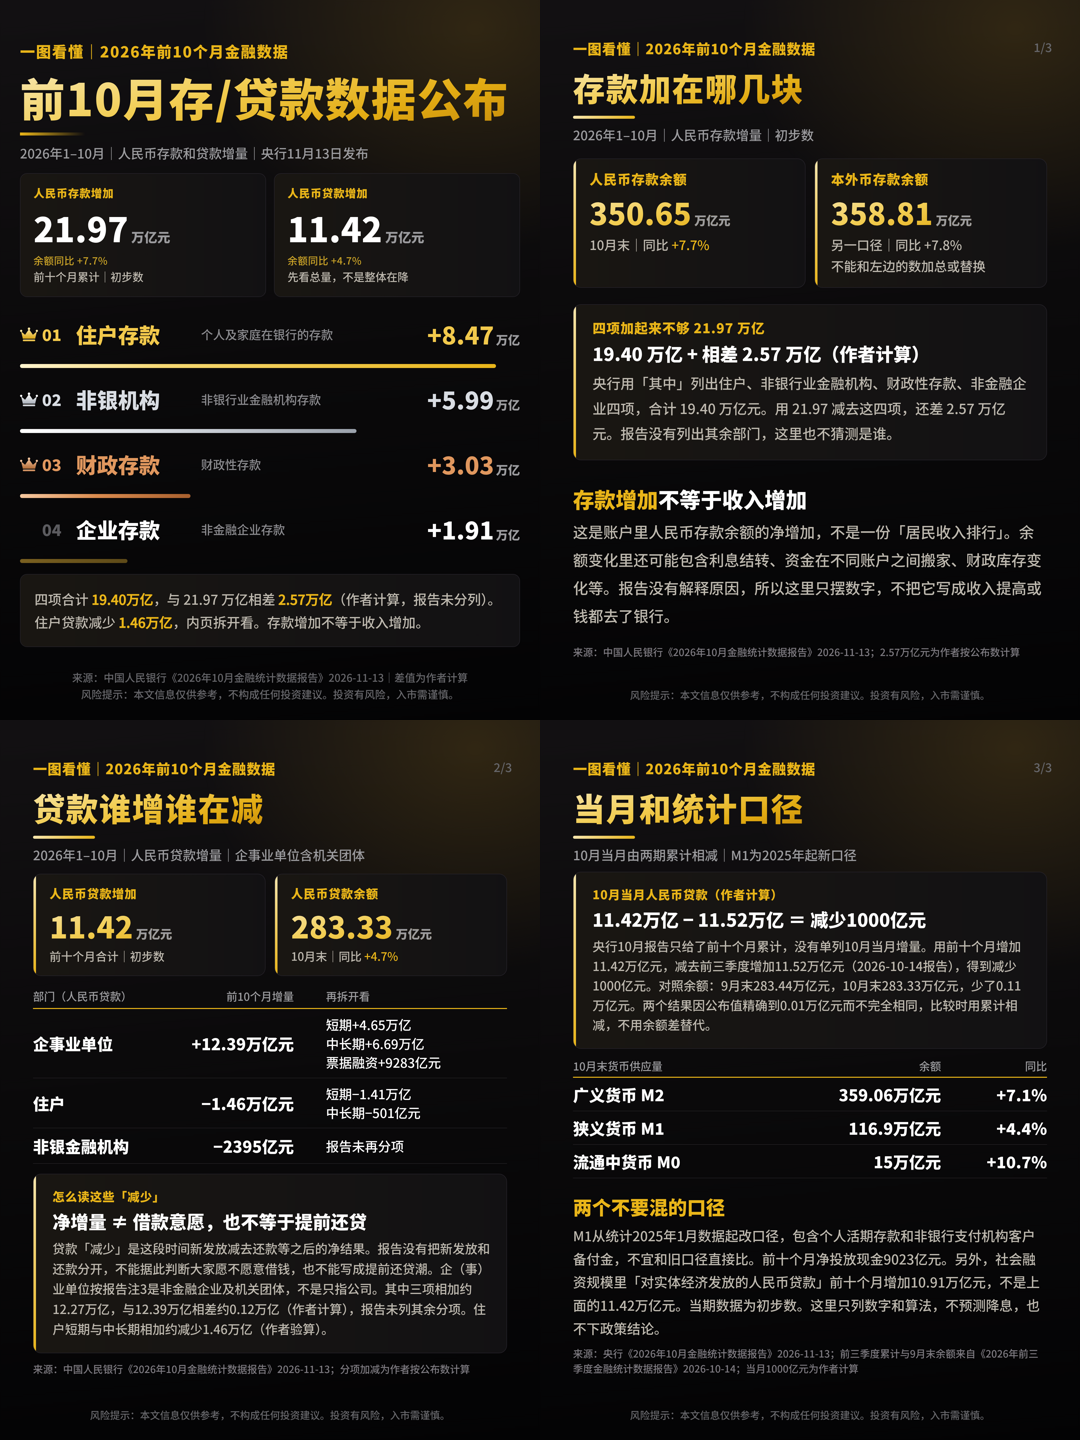 一图看懂｜2026年前10个月金融数据
前10月存/贷款数据公布
2026年1-10月｜人民币存款和贷款增量｜央行11月13日发布
人民币存款增加
21.97万亿元
余额同比 +7.7%
前十个月累计｜初步数
人民币贷款增加
11.42万亿元
余额同比 +4.7%
先看总量，不是整体在降
01 住户存款 个人及家庭在银行的存款 +8.47万亿
02 非银机构 非银行业金融机构存款 +5.99万亿
03 财政存款 财政性存款 +3.03万亿
04 企业存款 非金融企业存款 +1.91万亿
四项合计 19.40万亿，与 21.97 万亿相差 2.57万亿（作者计算，报告未分列）。
住户贷款减少 1.46万亿，内页拆开看。存款增加不等于收入增加。
来源：中国人民银行《2026年10月金融统计数据报告》2026-11-13｜差值为作者计算
风险提示：本文信息仅供参考，不构成任何投资建议。投资有风险，入市需谨慎。
一图看懂｜2026年前10个月金融数据
1/3
存款加在哪几块
2026年1-10月｜人民币存款增量｜初步数
人民币存款余额
350.65万亿元
10月末｜同比 +7.7%
本外币存款余额
358.81万亿元
另一口径｜同比 +7.8%
不能和左边的数加总或替换
四项加起来不够 21.97 万亿
19.40 万亿 + 相差 2.57 万亿（作者计算）
央行用「其中」列出住户、非银行业金融机构、财政性存款、非金融企
业四项，合计 19.40 万亿元。用 21.97 减去这四项，还差 2.57 万亿
元。报告没有列出其余部门，这里也不猜测是谁。
存款增加不等于收入增加
这是账户里人民币存款余额的净增加，不是一份「居民收入排行」。余
额变化里还可能包含利息结转、资金在不同账户之间搬家、财政库存变
化等。报告没有解释原因，所以这里只摆数字，不把它写成收入提高或
钱都去了银行。
来源：中国人民银行《2026年10月金融统计数据报告》2026-11-13；2.57万亿元为作者按公布数计算
风险提示：本文信息仅供参考，不构成任何投资建议。投资有风险，入市需谨慎。
一图看懂｜2026年前10个月金融数据
2/3
贷款谁增谁在减
2026年1-10月｜人民币贷款增量｜企事业单位含机关团体
人民币贷款增加
11.42万亿元
前十个月合计｜初步数
人民币贷款余额
283.33万亿元
10月末｜同比 +4.7%
部门（人民币贷款） 前10个月增量 再拆开看
企事业单位 +12.39万亿元
短期+4.65万亿
中长期+6.69万亿
票据融资+9283亿元
住户 −1.46万亿元
短期−1.41万亿
中长期−501亿元
非银金融机构 −2395亿元 报告未再分项
怎么读这些「减少」
净增量 ≠ 借款意愿，也不等于提前还贷
贷款「减少」是这段时间新发放减去还款等之后的净结果。报告没有把新发放和
还款分开，不能据此判断大家愿不愿意借钱，也不能写成提前还贷潮。企（事）
业单位按报告注3是非金融企业及机关团体，不是只指公司。其中三项相加约
12.27万亿，与12.39万亿相差约0.12万亿（作者计算），报告未列其余分项。住
户短期与中长期相加约减少1.46万亿（作者验算）。
来源：中国人民银行《2026年10月金融统计数据报告》2026-11-13；分项加减为作者按公布数计算
风险提示：本文信息仅供参考，不构成任何投资建议。投资有风险，入市需谨慎。
一图看懂｜2026年前10个月金融数据
3/3
当月和统计口径
10月当月由两期累计相减｜M1为2025年起新口径
10月当月人民币贷款（作者计算）
11.42万亿 − 11.52万亿 = 减少1000亿元
央行10月报告只给了前十个月累计，没有单列10月当月增量。用前十个月增加
11.42万亿元，减去前三季度增加11.52万亿元（2026-10-14报告），得到减少
1000亿元。对照余额：9月末283.44万亿元，10月末283.33万亿元，少了0.11
万亿元。两个结果因公布值精确到0.01万亿元而不完全相同，比较时用累计相
减，不用余额差替代。
10月末货币供应量 余额 同比
广义货币 M2 359.06万亿元 +7.1%
狭义货币 M1 116.9万亿元 +4.4%
流通中货币 M0 15万亿元 +10.7%
两个不要混的口径
M1从统计2025年1月数据起改口径，包含个人活期存款和非银行支付机构客户
备付金，不宜和旧口径直接比。前十个月净投放现金9023亿元。另外，社会融
资规模里「对实体经济发放的人民币贷款」前十个月增加10.91万亿元，不是上
面的11.42万亿元。当期数据为初步数。这里只列数字和算法，不预测降息，也
不下政策结论。
来源：央行《2026年10月金融统计数据报告》2026-11-13；前三季度累计与9月末余额来自《2026年前三
季度金融统计数据报告》2026-10-14；当月1000亿元为作者计算
风险提示：本文信息仅供参考，不构成任何投资建议。投资有风险，入市需谨慎。